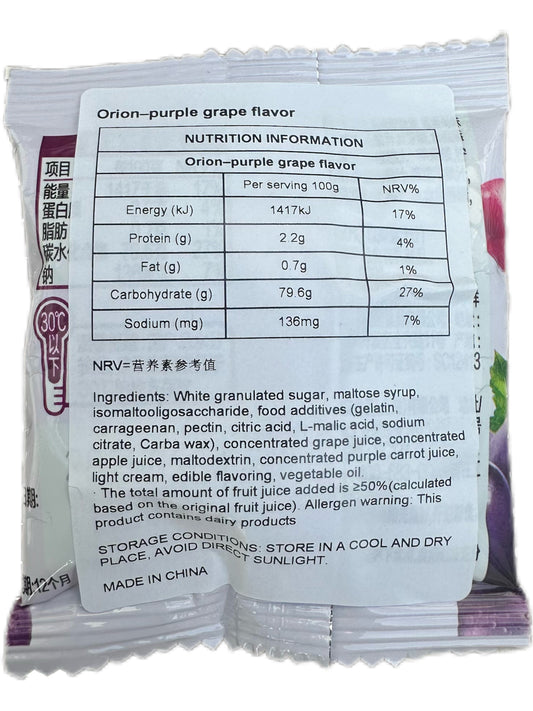 Orion–purple grape flavor
NUTRITION INFORMATION
Orion–purple grape flavor
Per serving 100g NRV%
Energy (kJ) 1417kJ 17%
Protein (g) 2.2g 4%
Fat (g) 0.7g 1%
Carbohydrate (g) 79.6g 27%
Sodium (mg) 136mg 7%
NRV=营养素参考值
Ingredients: White granulated sugar, maltose syrup,
isomaltooligosaccharide, food additives (gelatin,
carrageenan, pectin, citric acid, L-malic acid, sodium
citrate, Carba wax), concentrated grape juice, concentrated
apple juice, maltodextrin, concentrated purple carrot juice,
light cream, edible flavoring, vegetable oil.
· The total amount of fruit juice added is ≥50%(calculated
based on the original fruit juice). Allergen warning: This
product contains dairy products
STORAGE CONDITIONS: STORE IN A COOL AND DRY
PLACE, AVOID DIRECT SUNLIGHT.
MADE IN CHINA
项目
能量
蛋白
脂肪
碳水
钠
30℃
以
下
12个月